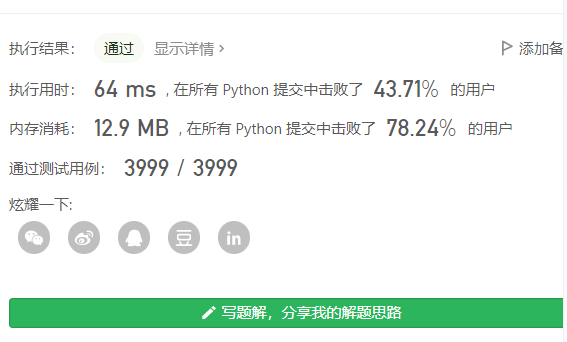 执行结果： 通过 显示详情 › 添加备
执行用时： 64 ms , 在所有 Python 提交中击败了 43.71% 的用户
内存消耗： 12.9 MB , 在所有 Python 提交中击败了 78.24% 的用户
通过测试用例： 3999 / 3999
炫耀一下:
豆 in
写题解，分享我的解题思路